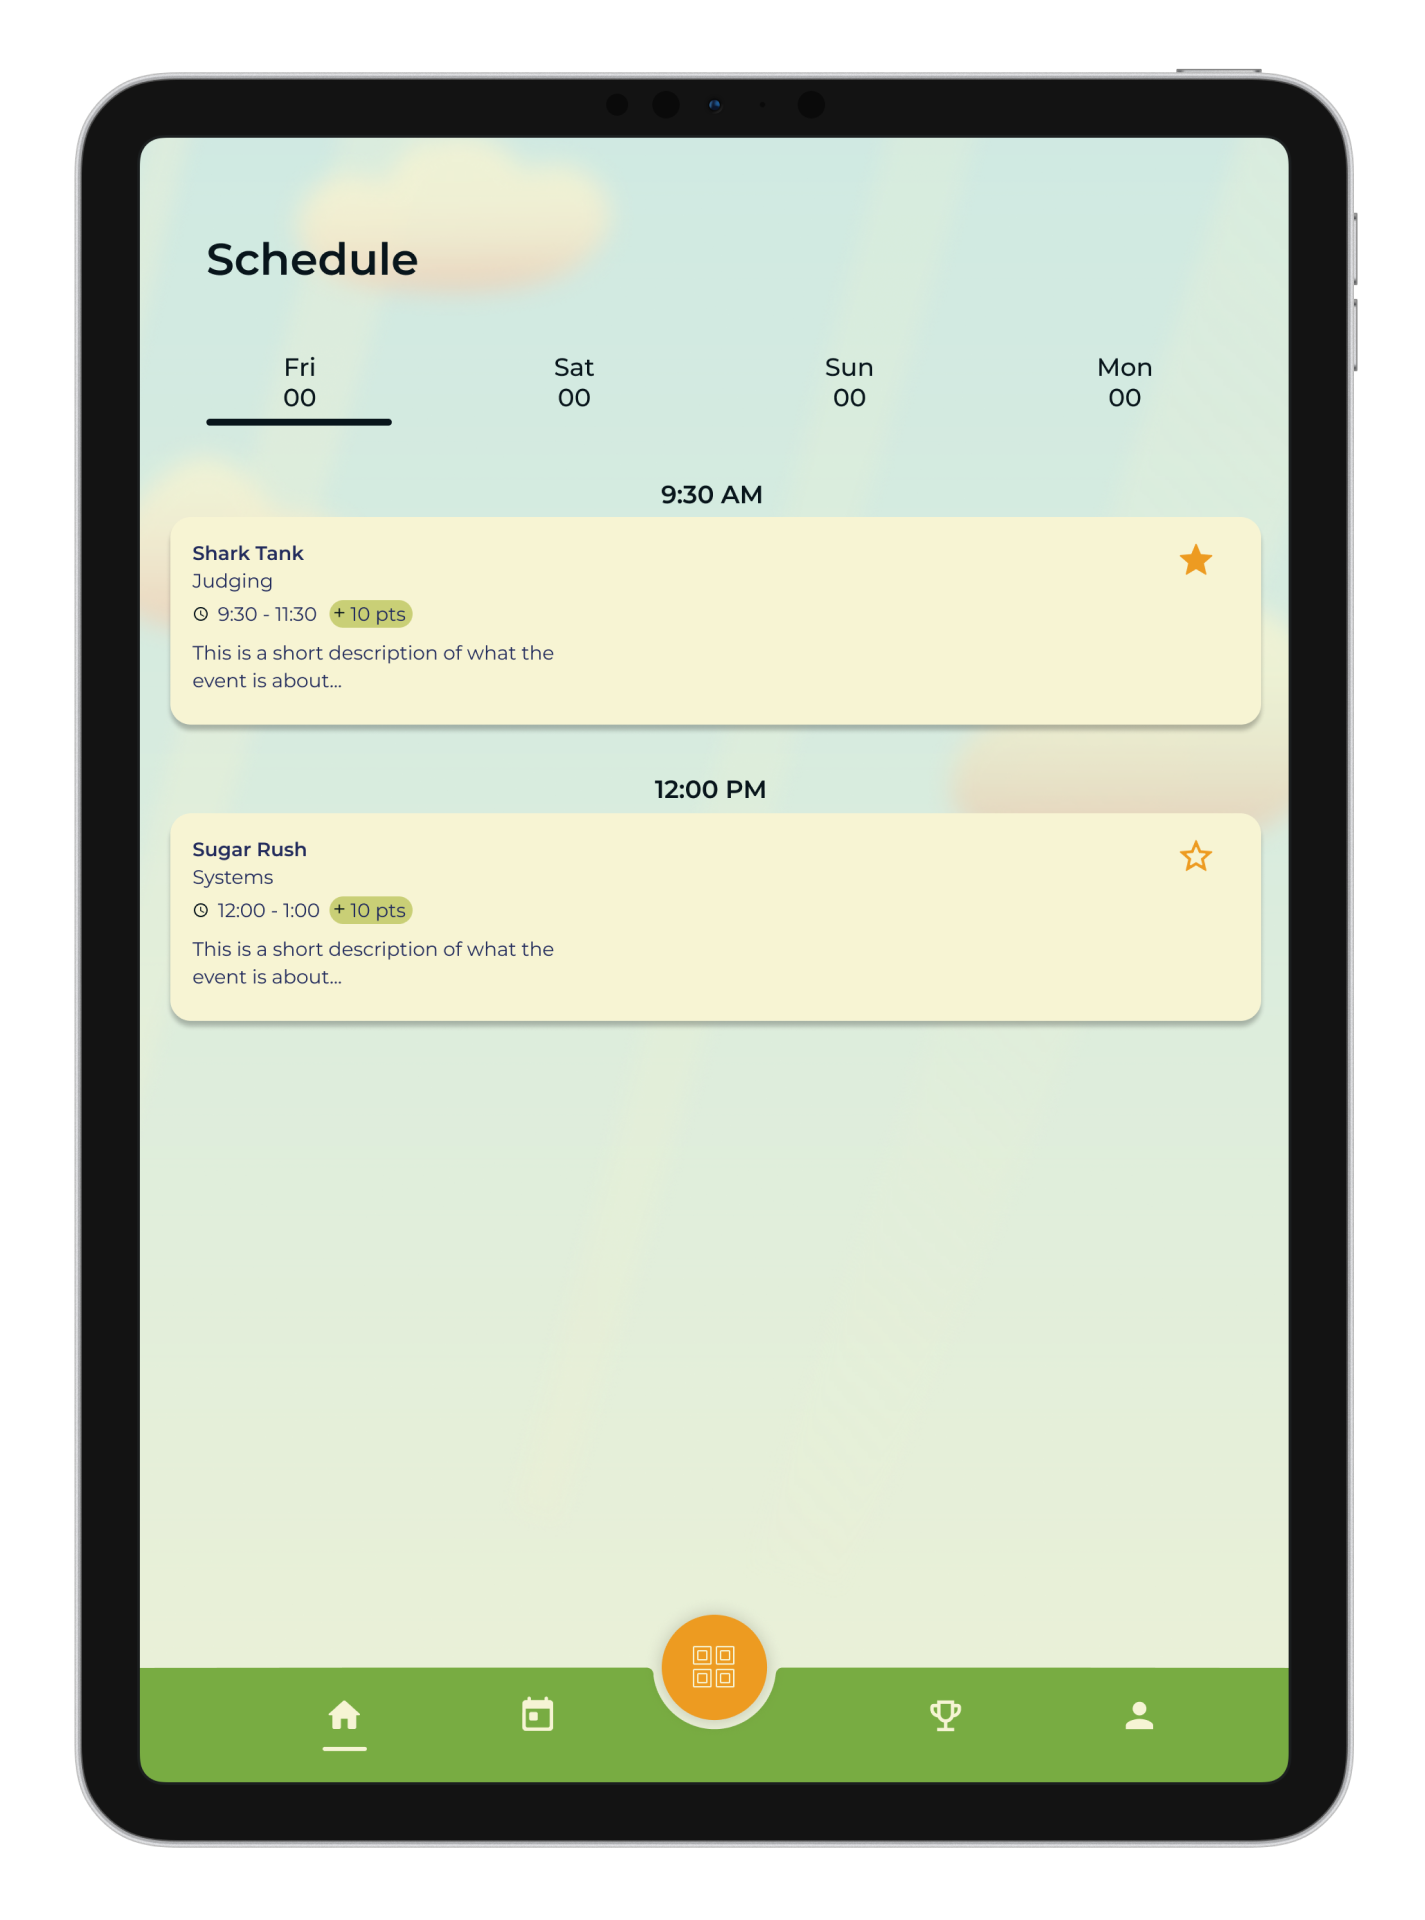 Schedule
Fri
00
Sat
00
Sun
00
Mon
00
9:30 AM
Shark Tank
Judging
9:30 - 11:30 + 10 pts
This is a short description of what the
event is about...
12:00 PM
Sugar Rush
Systems
12:00 - 1:00 + 10 pts
This is a short description of what the
event is about...